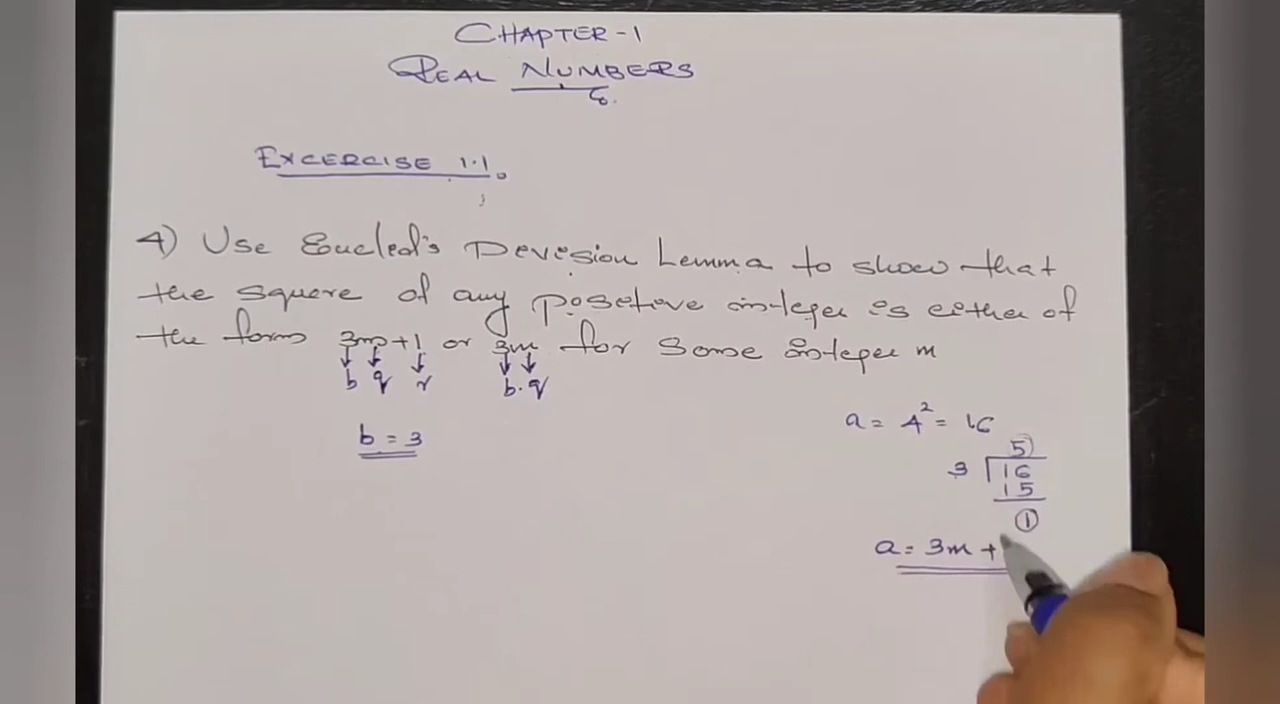 CHAPTER-1
REAL NUMBERS
EXCERCISE 1.1.
4) Use Eucled's Devesion Lemma to show that
the square of any posetive integer is either of
the form 3m+1 or 3m for some integer m
b q r b.q
b = 3
a = 4² = 16
5
3 16
15
1
a = 3m +